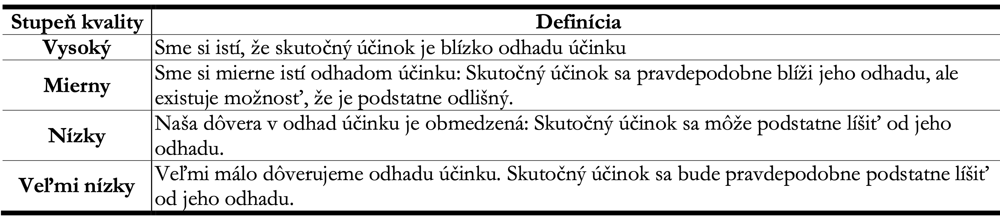 Stupeň kvality Definícia
Vysoký Sme si istí, že skutočný účinok je blízko odhadu účinku
Mierny Sme si mierne istí odhadom účinku: Skutočný účinok sa pravdepodobne blíži jeho odhadu, ale
existuje možnosť, že je podstatne odlišný.
Nízky Naša dôvera v odhad účinku je obmedzená: Skutočný účinok sa môže podstatne líšiť od jeho
odhadu.
Veľmi nízky Veľmi málo dôverujeme odhadu účinku. Skutočný účinok sa bude pravdepodobne podstatne líšiť
od jeho odhadu.